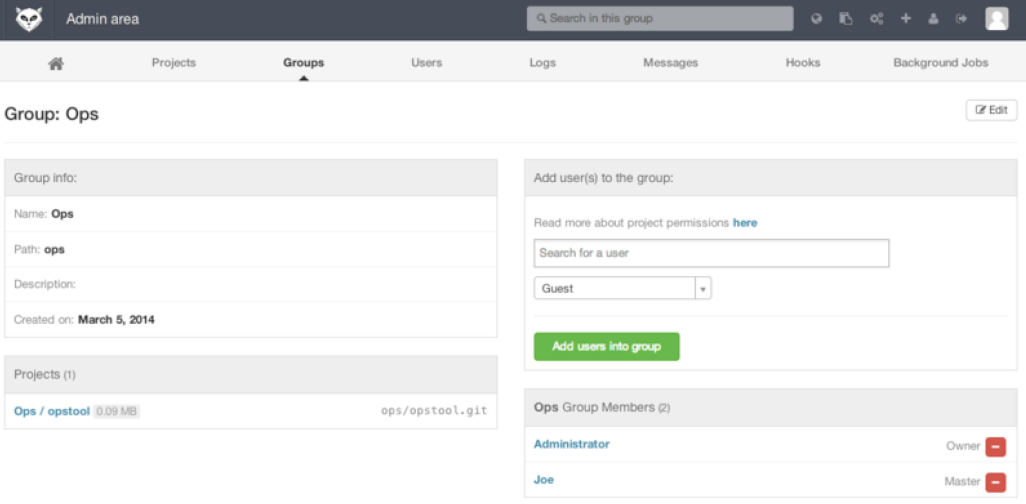 Admin area
Search in this group
Projects
Groups
Users
Logs
Messages
Hooks
Background Jobs
Group: Ops
Edit
Group info:
Name: Ops
Path: ops
Description:
Created on: March 5, 2014
Projects (1)
Ops / opstool 0.09 MB ops/opstool.git
Add user(s) to the group:
Read more about project permissions here
Search for a user
Guest
Add users into group
Ops Group Members (2)
Administrator Owner
Joe Master